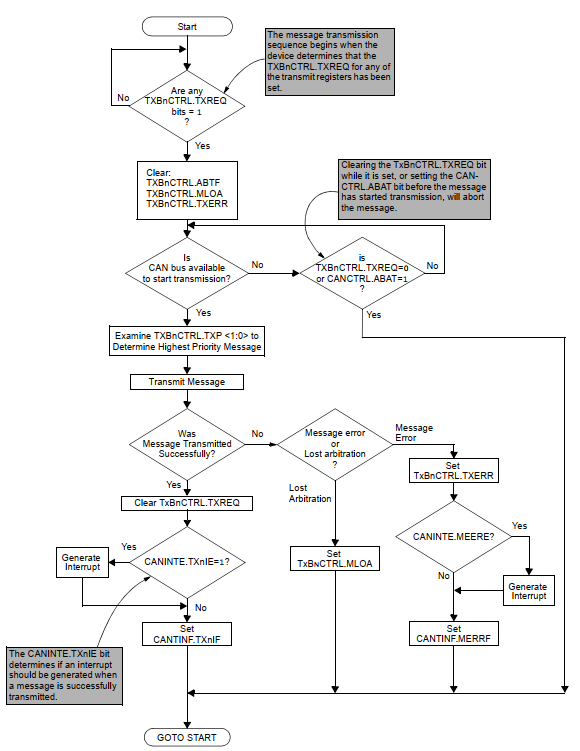 Start
The message transmission
sequence begins when the
device determines that the
TXBnCTRL.TXREQ for any of
the transmit registers has been
set.
Are any
TXBnCTRL.TXREQ
bits = 1
?
No
Yes
Clear:
TXBnCTRL.ABTF
TXBnCTRL.MLOA
TXBnCTRL.TXERR
Clearing the TxBnCTRL.TXREQ bit
while it is set, or setting the CAN-
CTRL.ABAT bit before the message
has started transmission, will abort
the message.
Is
CAN bus available
to start transmission?
No
is
TXBnCTRL.TXREQ=0
or CANCTRL.ABAT=1
?
No
Yes
Yes
Examine TXBnCTRL.TXP <1:0> to
Determine Highest Priority Message
Transmit Message
Was
Message Transmitted
Successfully?
No
Message error
or
Lost arbitration
?
Message
Error
Set
TxBnCTRL.TXERR
Yes
Lost
Arbitration
Clear TxBnCTRL.TXREQ
CANINTE.TXnIE=1?
Yes
Generate
Interrupt
No
Set
TxBNCTRL.MLOA
CANINTE.MEERE?
Yes
No
Generate
Interrupt
Set
CANTINF.TXnIF
Set
CANTINF.MERRF
The CANINTE.TXnIE bit
determines if an interrupt
should be generated when
a message is successfully
transmitted.
GOTO START